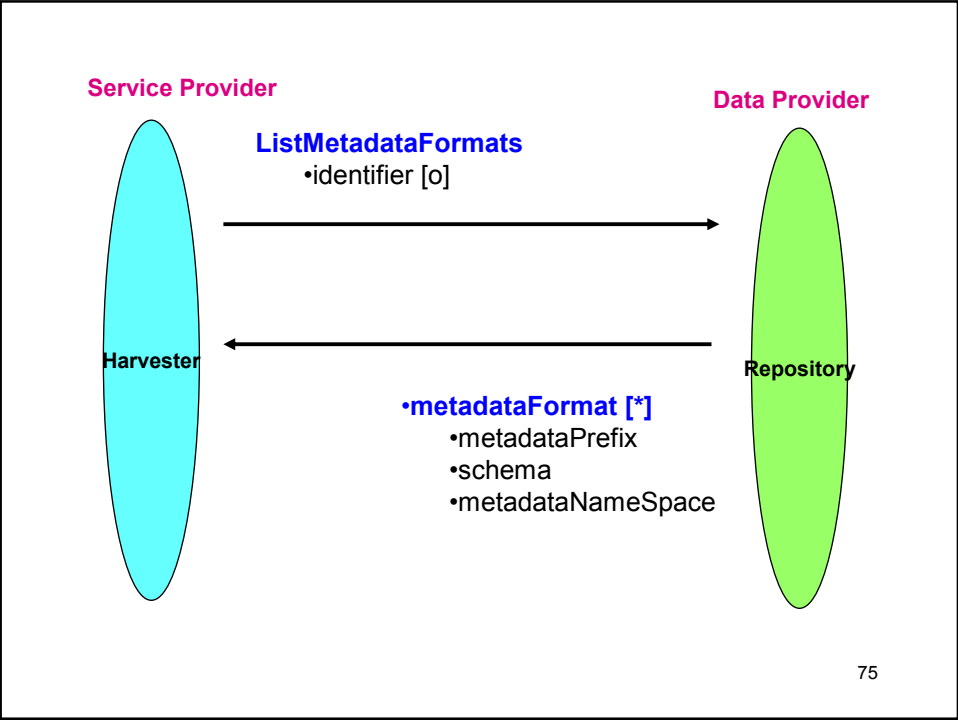 Service Provider
Data Provider
ListMetadataFormats
•identifier [o]
Harvester
Repository
•metadataFormat [*]
•metadataPrefix
•schema
•metadataNameSpace
75